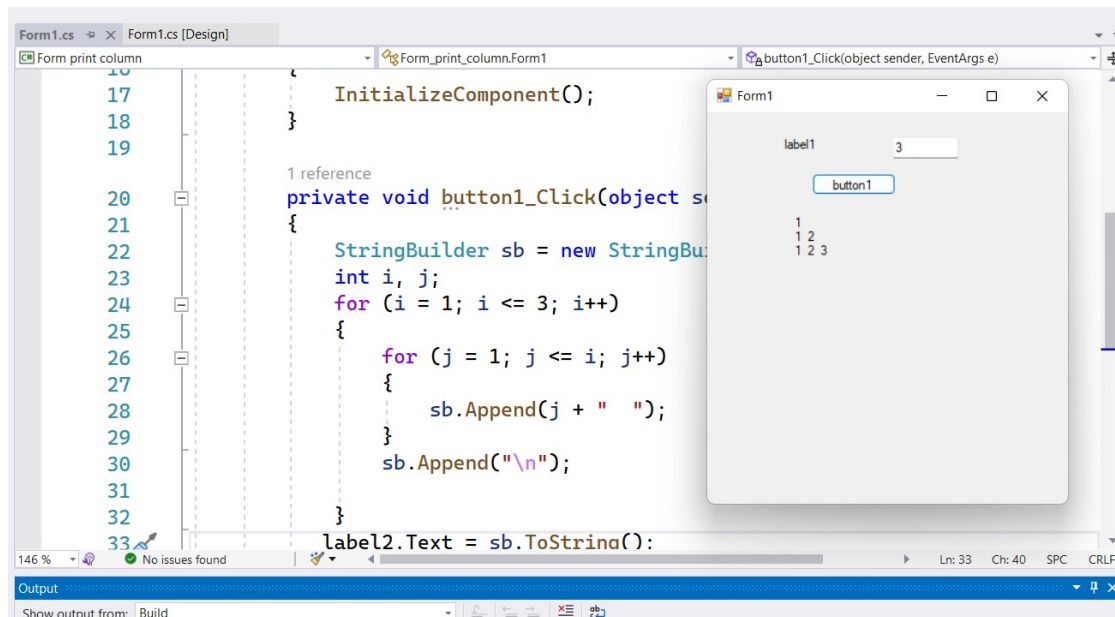 Form1.cs Form1.cs [Design]
Form print column Form_print_column.Form1 button1_Click(object sender, EventArgs e)
16 {
17 InitializeComponent();
18 }
19
1 reference
20 private void button1_Click(object se
21 {
22 StringBuilder sb = new StringBu
23 int i, j;
24 for (i = 1; i <= 3; i++)
25 {
26 for (j = 1; j <= i; j++)
27 {
28 sb.Append(j + "  ");
29 }
30 sb.Append("\n");
31
32 }
33 label2.Text = sb.ToString();
Form1
label1 3
button1
1
1 2
1 2 3
146 % No issues found Ln: 33 Ch: 40 SPC CRLF
Output
Show output from: Build